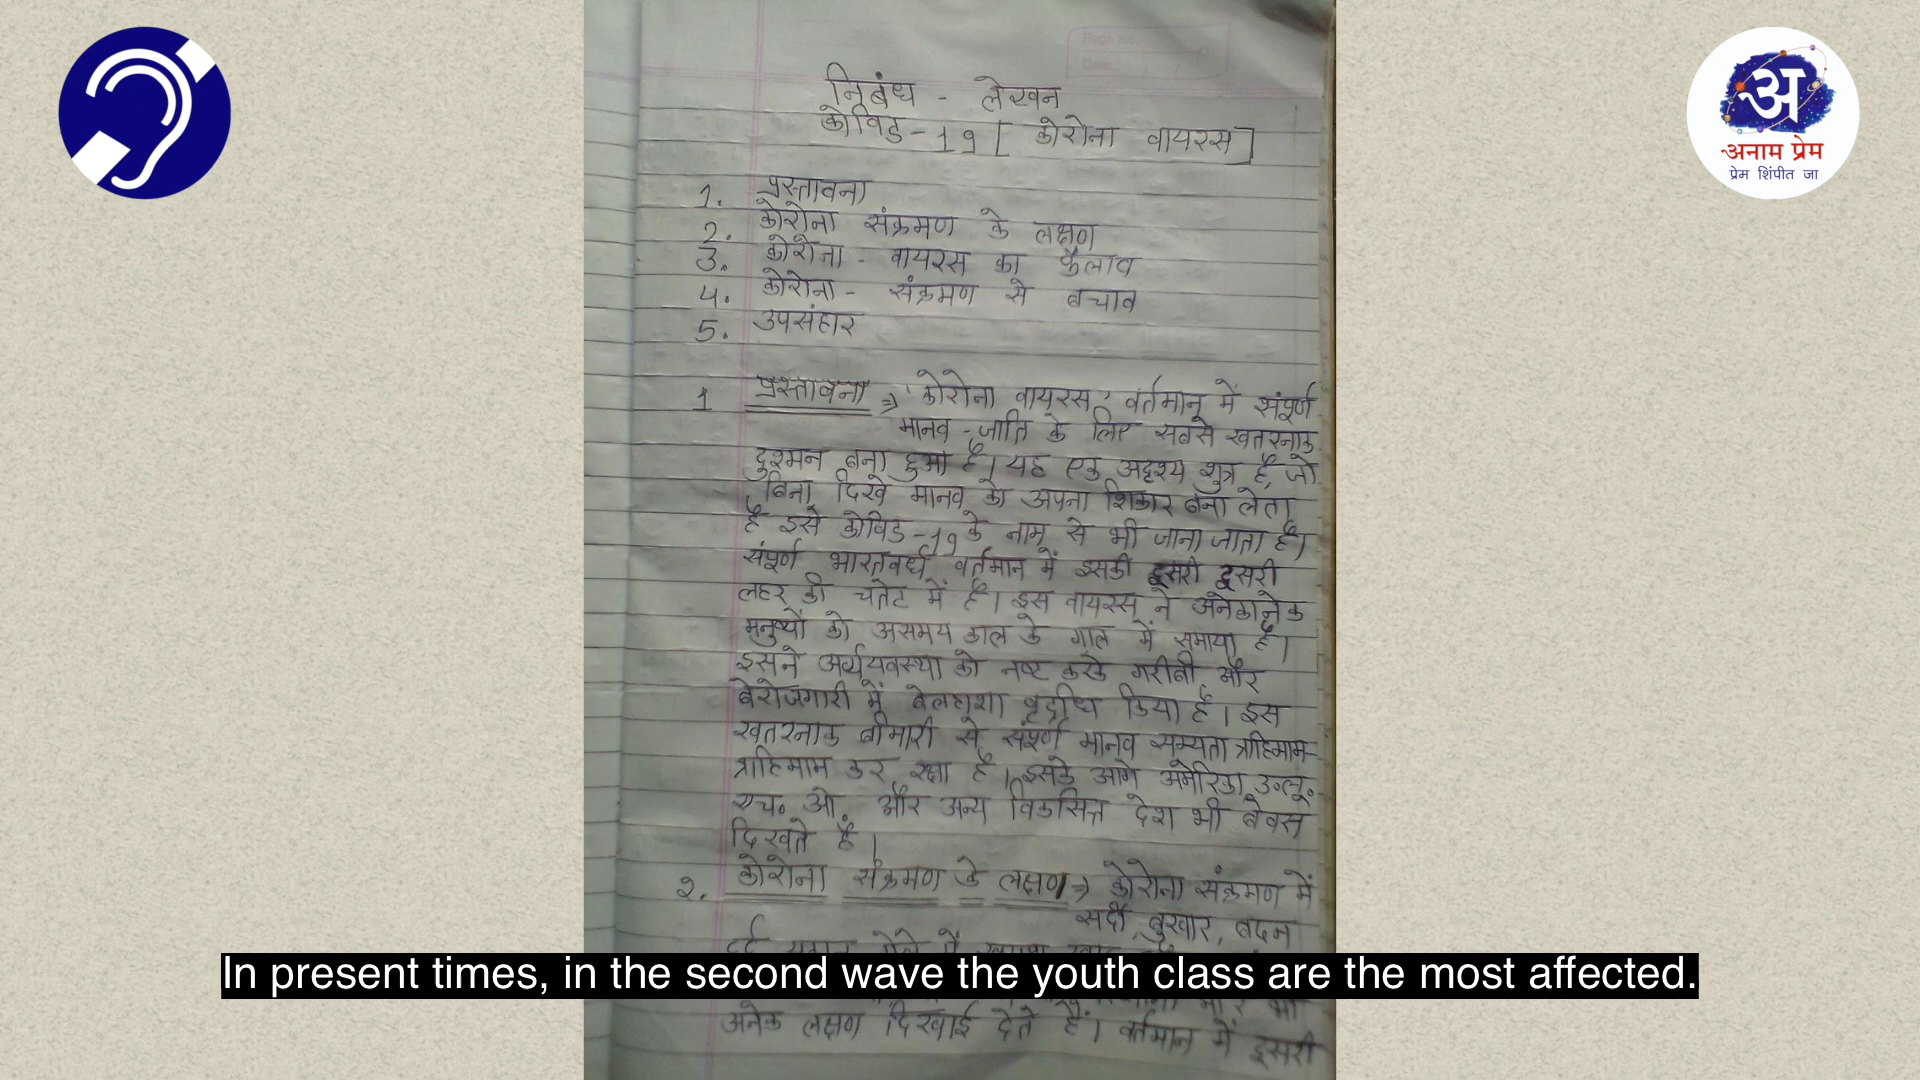 निबंध - लेखन
कोविड - 19 [ कोरोना वायरस ]
1. प्रस्तावना
2. कोरोना संक्रमण के लक्षण
3. कोरोना - वायरस का फैलाव
4. कोरोना - संक्रमण से बचाव
5. उपसंहार
1 प्रस्तावना ⇒ 'कोरोना वायरस' वर्तमान में संपूर्ण
मानव - जाति के लिए सबसे खतरनाक
दुश्मन बना हुआ है। यह एक अदृश्य शुत्र है, जो
बिना दिखे मानव को अपना शिकार बना लेता
है इसे कोविड - 19 के नाम से भी जाना जाता है।
संपूर्ण भारतवर्ष वर्तमान में इसकी दूसरी दूसरी
लहर की चपेट में है। इस वायरस ने अनेकानेक
मनुष्यों को असमय काल के गाल में समाया है।
इसने अर्थव्यवस्था को नष्ट करके गरीबी और
बेरोजगारी में बेतहाशा वृद्धि किया है। इस
खतरनाक बीमारी से संपूर्ण मानव सभ्यता त्राहिमाम-
त्राहिमाम कर रहा है। इसके आगे अमेरिका, डब्लू.
एच. ओ. और अन्य विकसित देश भी बेवस
दिखते हैं।
2. कोरोना संक्रमण के लक्षण ⇒ कोरोना संक्रमण में
सर्दी, बुखार, बदन
In present times, in the second wave the youth class are the most affected.
अनेक लक्षण दिखाई देते हैं। वर्तमान में दूसरी
अ
अनाम प्रेम
प्रेम शिंपीत जा